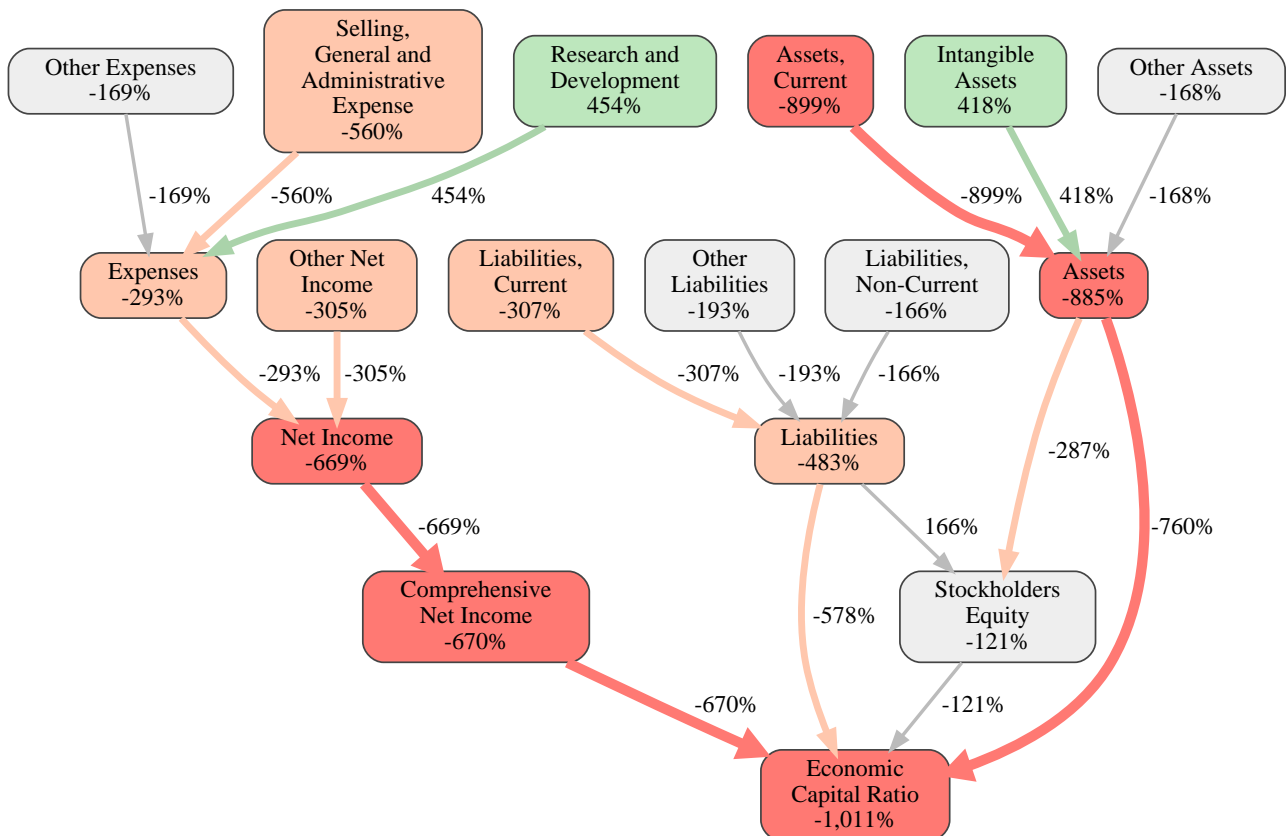 Other Expenses
-169%
Selling,
General and
Administrative
Expense
-560%
Research and
Development
454%
Assets,
Current
-899%
Intangible
Assets
418%
Other Assets
-168%
-169%
-560%
454%
-899%
418%
-168%
Expenses
-293%
Other Net
Income
-305%
Liabilities,
Current
-307%
Other
Liabilities
-193%
Liabilities,
Non-Current
-166%
Assets
-885%
-293%
-305%
-307%
-193%
-166%
Net Income
-669%
Liabilities
-483%
-287%
-669%
166%
-760%
Comprehensive
Net Income
-670%
-578%
Stockholders
Equity
-121%
-670%
-121%
Economic
Capital Ratio
-1,011%